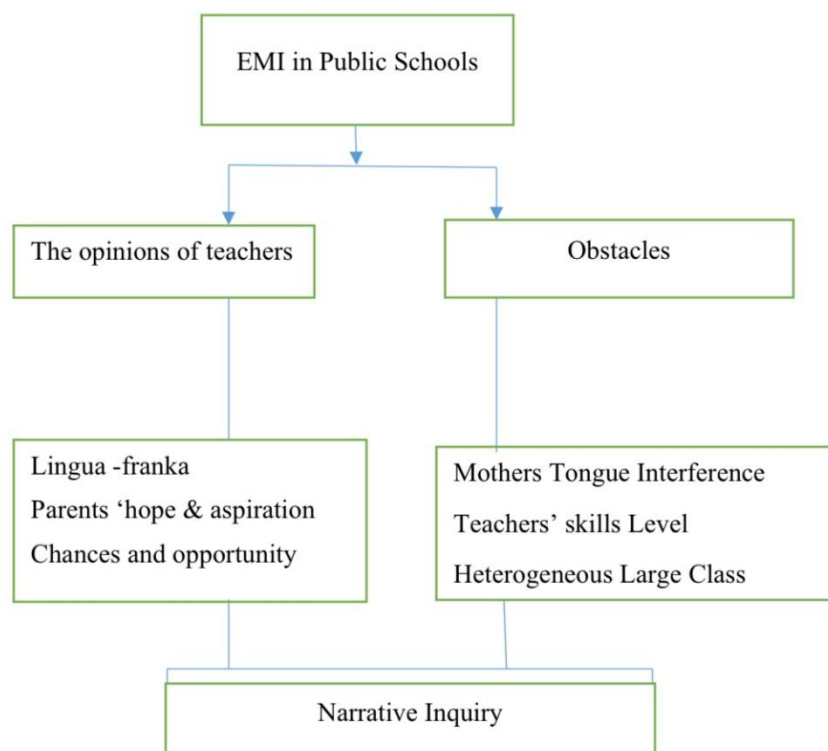 EMI in Public Schools
The opinions of teachers
Obstacles
Lingua -franka
Parents ‘hope & aspiration
Chances and opportunity
Mothers Tongue Interference
Teachers’ skills Level
Heterogeneous Large Class
Narrative Inquiry